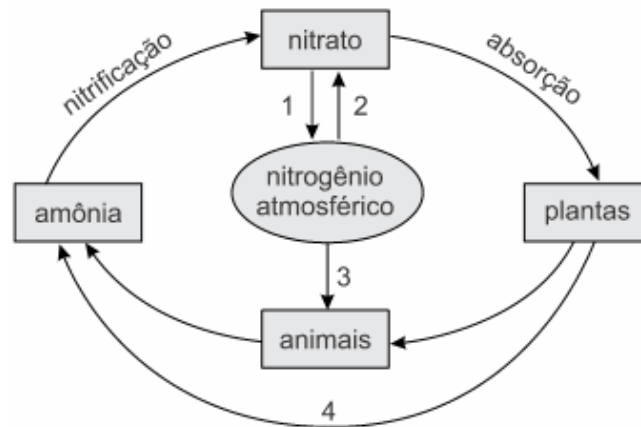 nitrato
nitrificação
absorção
1
2
nitrogênio
atmosférico
amônia
plantas
3
animais
4